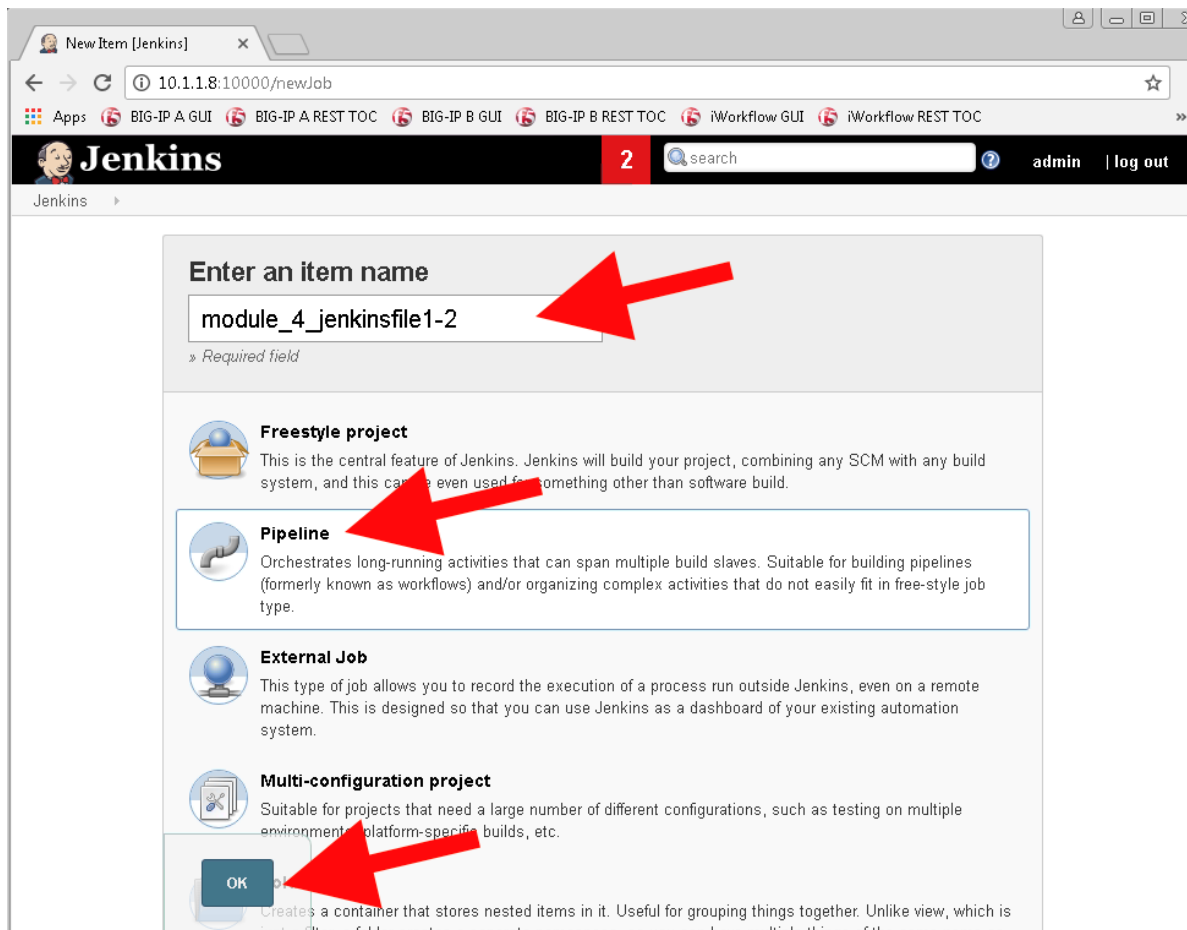 New Item [Jenkins]
10.1.1.8:10000/newJob
Apps BIG-IP A GUI BIG-IP A REST TOC BIG-IP B GUI BIG-IP B REST TOC iWorkflow GUI iWorkflow REST TOC »
Jenkins 2 search admin | log out
Jenkins
Enter an item name
module_4_jenkinsfile1-2
» Required field
Freestyle project
This is the central feature of Jenkins. Jenkins will build your project, combining any SCM with any build
system, and this can be even used for something other than software build.
Pipeline
Orchestrates long-running activities that can span multiple build slaves. Suitable for building pipelines
(formerly known as workflows) and/or organizing complex activities that do not easily fit in free-style job
type.
External Job
This type of job allows you to record the execution of a process run outside Jenkins, even on a remote
machine. This is designed so that you can use Jenkins as a dashboard of your existing automation
system.
Multi-configuration project
Suitable for projects that need a large number of different configurations, such as testing on multiple
environments, platform-specific builds, etc.
OK
Creates a container that stores nested items in it. Useful for grouping things together. Unlike view, which is